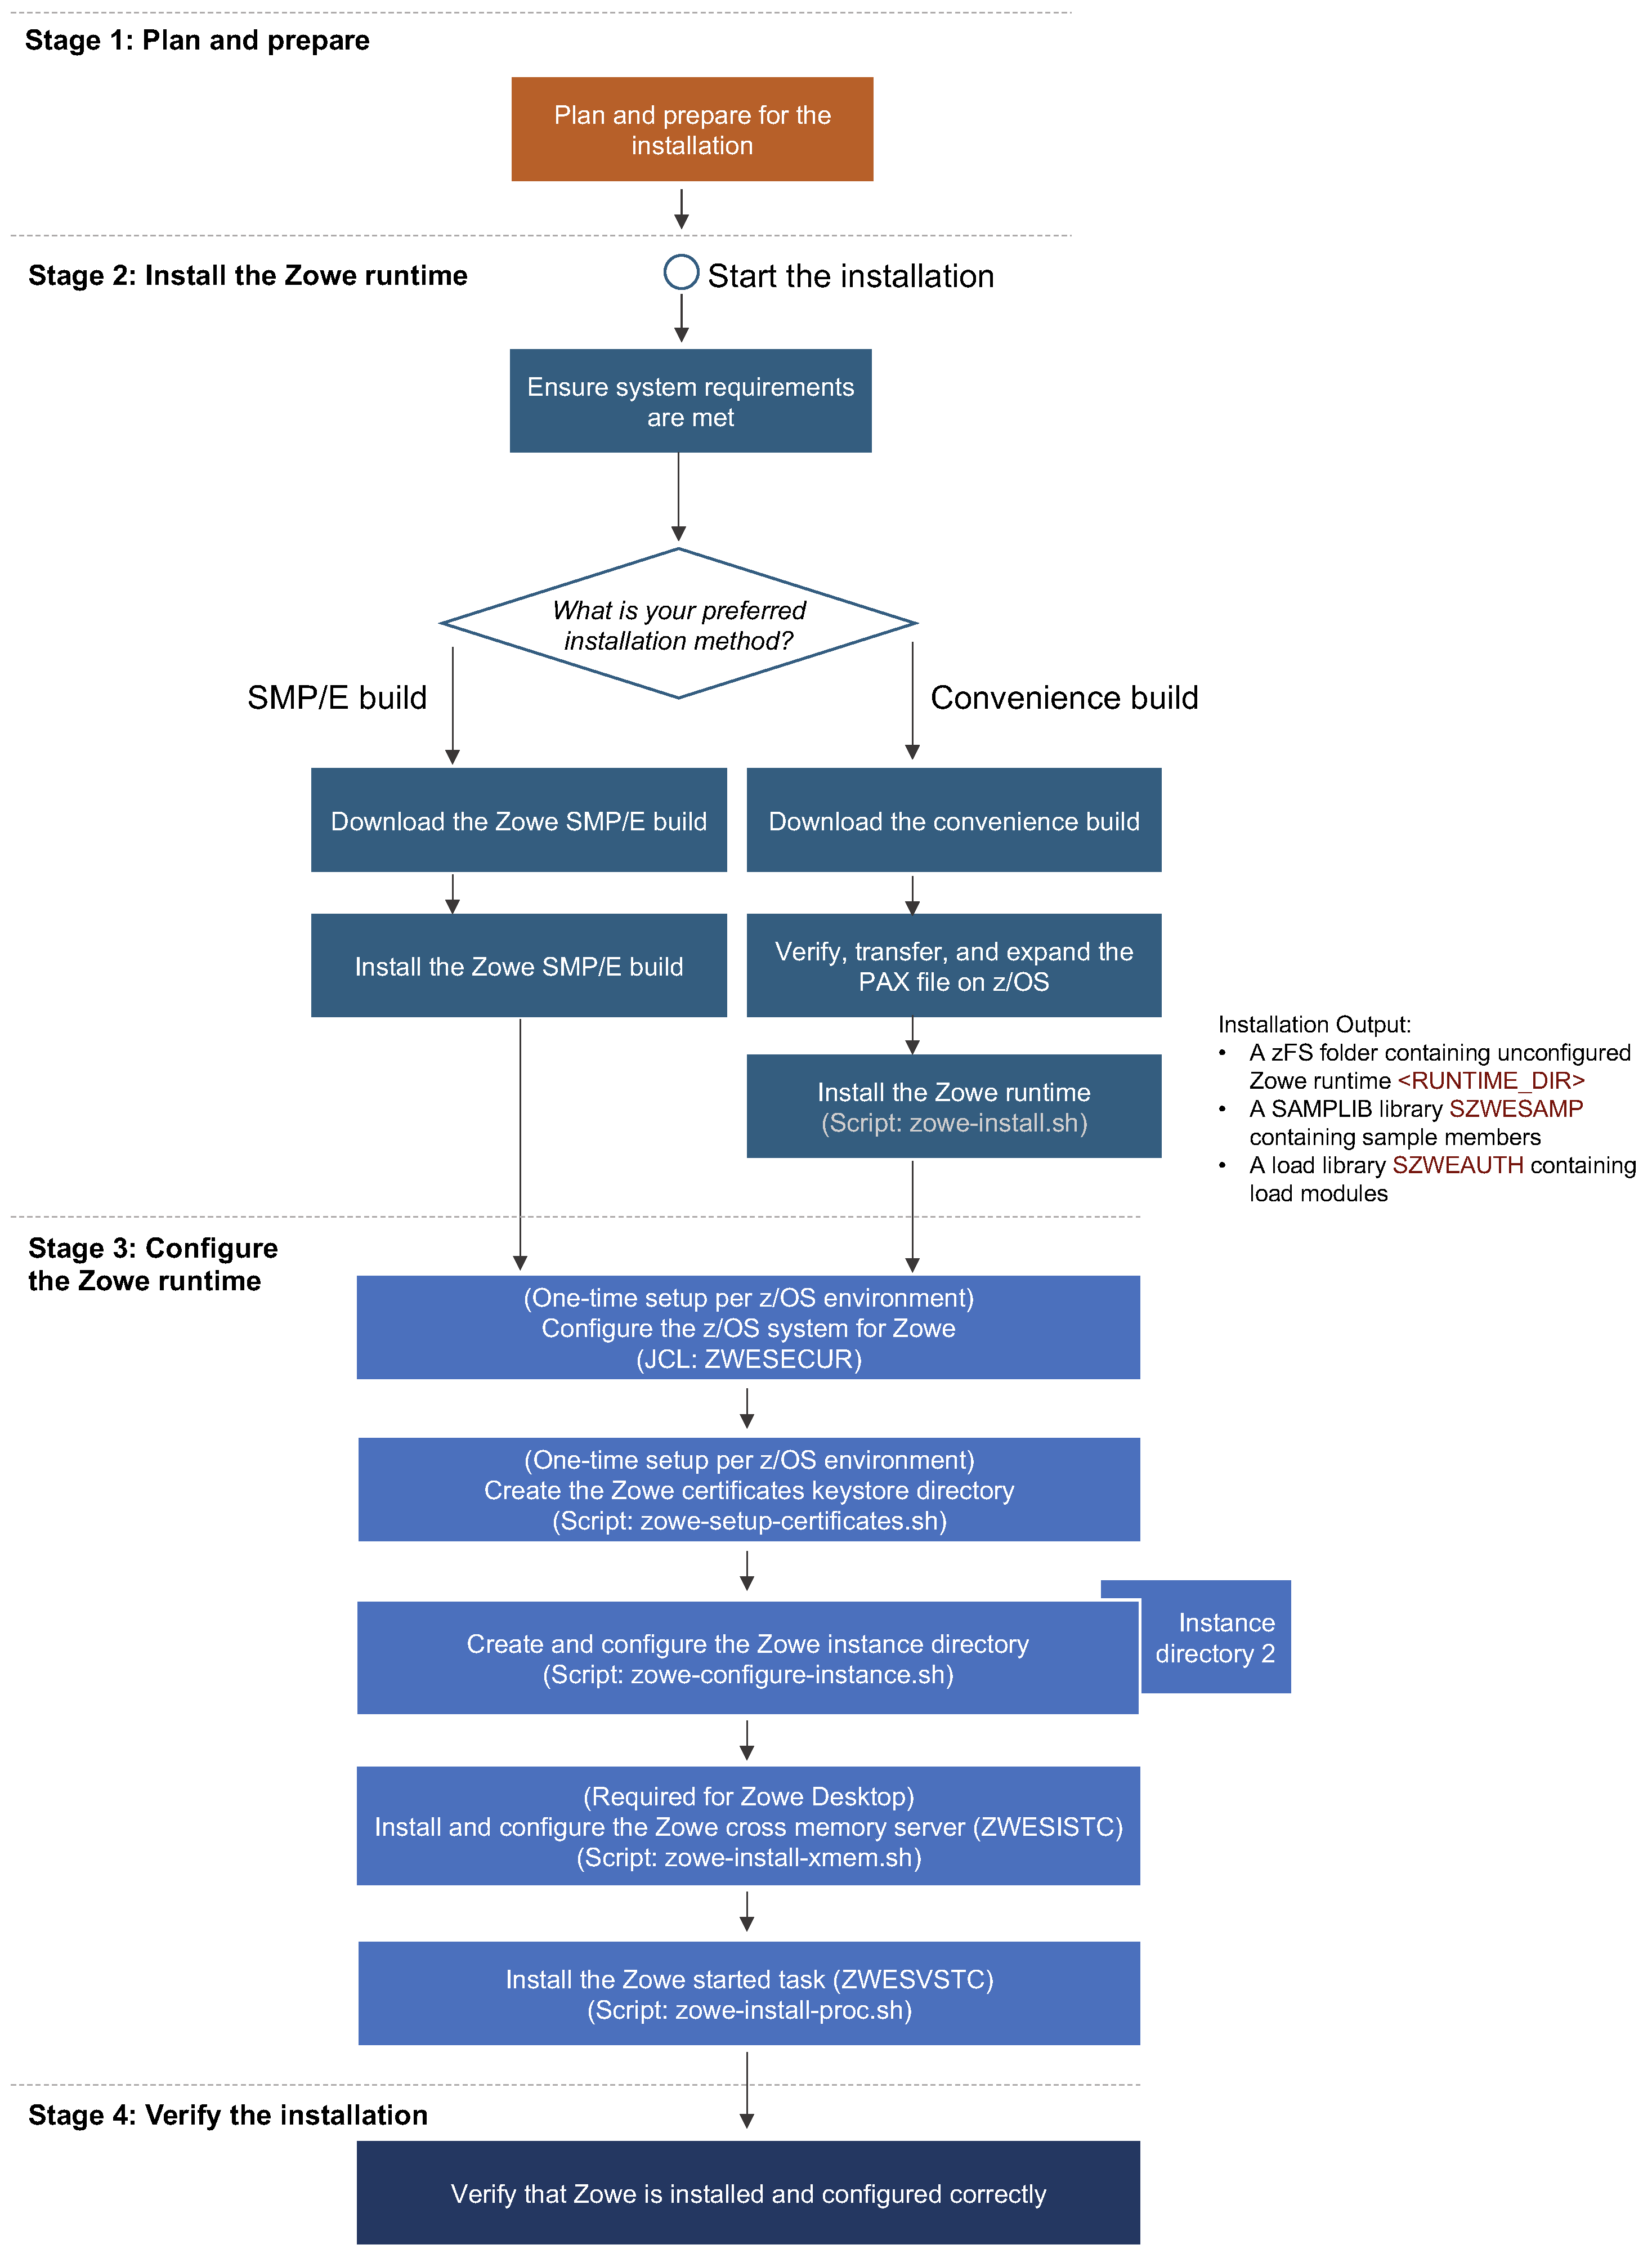 Stage 1: Plan and prepare
Plan and prepare for the
installation
Stage 2: Install the Zowe runtime
Start the installation
Ensure system requirements
are met
What is your preferred
installation method?
SMP/E build
Convenience build
Download the Zowe SMP/E build
Download the convenience build
Install the Zowe SMP/E build
Verify, transfer, and expand the
PAX file on z/OS
Install the Zowe runtime
(Script: zowe-install.sh)
Installation Output:
• A zFS folder containing unconfigured
Zowe runtime <RUNTIME_DIR>
• A SAMPLIB library SZWESAMP
containing sample members
• A load library SZWEAUTH containing
load modules
Stage 3: Configure
the Zowe runtime
(One-time setup per z/OS environment)
Configure the z/OS system for Zowe
(JCL: ZWESECUR)
(One-time setup per z/OS environment)
Create the Zowe certificates keystore directory
(Script: zowe-setup-certificates.sh)
Create and configure the Zowe instance directory
(Script: zowe-configure-instance.sh)
Instance
directory 2
(Required for Zowe Desktop)
Install and configure the Zowe cross memory server (ZWESISTC)
(Script: zowe-install-xmem.sh)
Install the Zowe started task (ZWESVSTC)
(Script: zowe-install-proc.sh)
Stage 4: Verify the installation
Verify that Zowe is installed and configured correctly